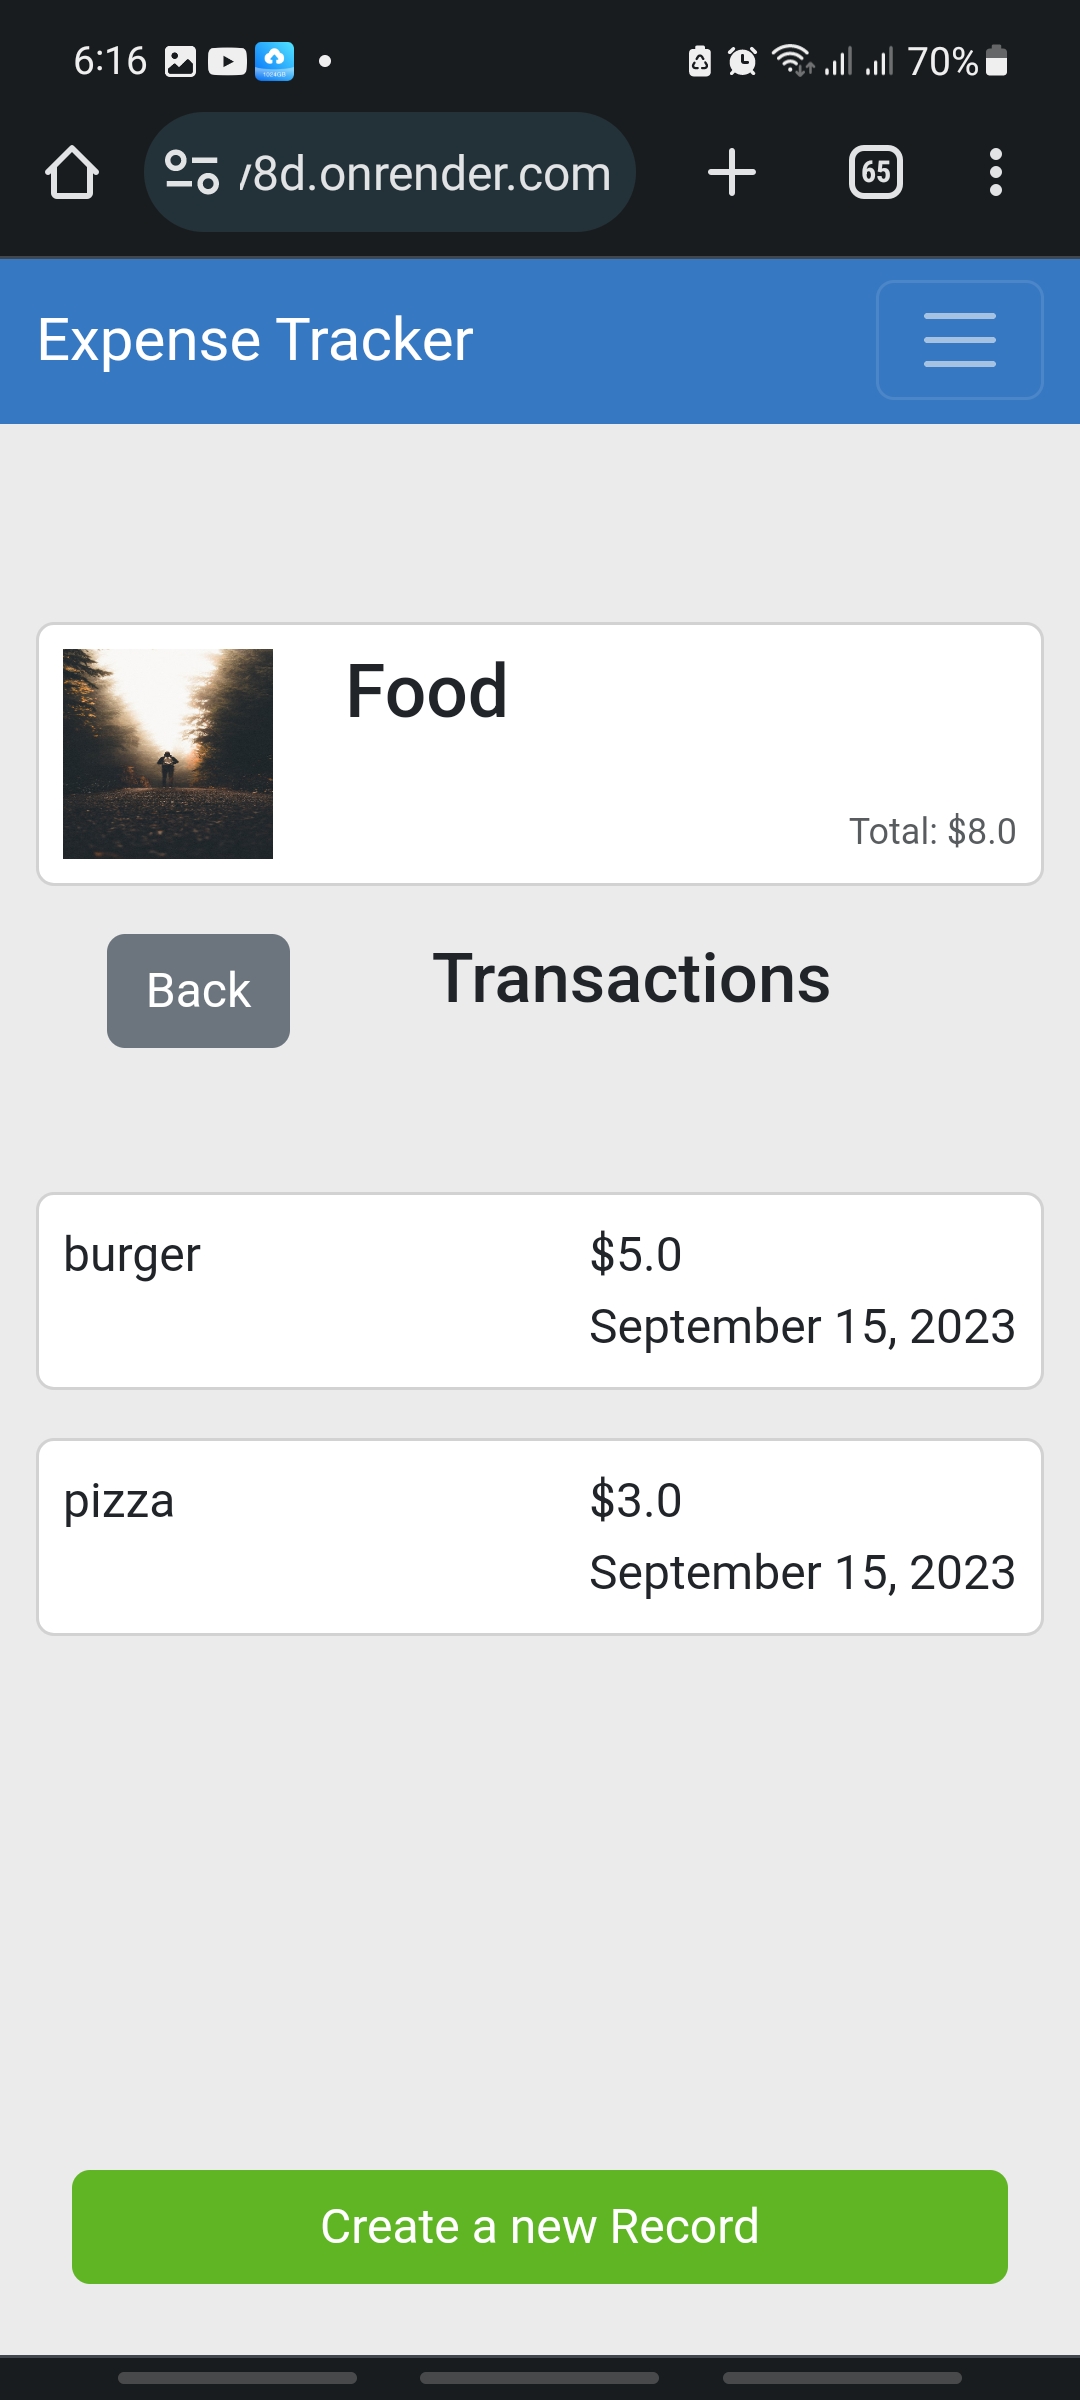 6:16
70%
/8d.onrender.com
65
Expense Tracker
Food
Total: $8.0
Back
Transactions
burger
$5.0
September 15, 2023
pizza
$3.0
September 15, 2023
Create a new Record